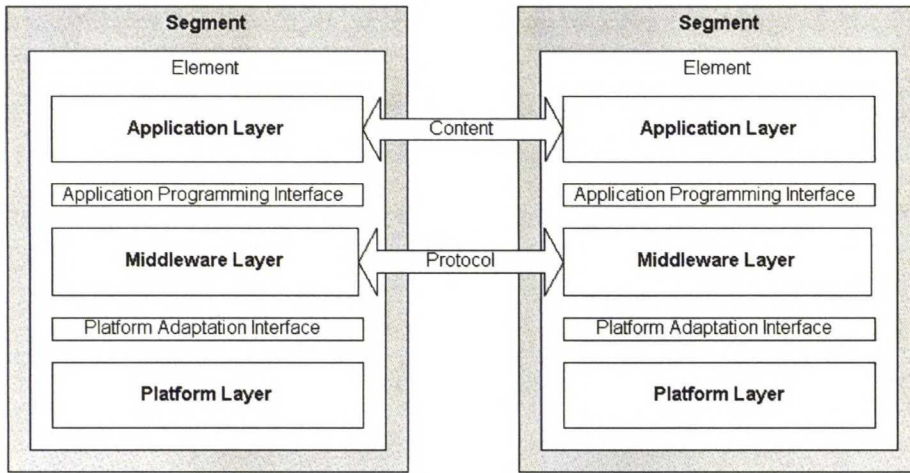 Segment
Element
Application Layer
Application Programming Interface
Middleware Layer
Platform Adaptation Interface
Platform Layer
Content
Protocol
Segment
Element
Application Layer
Application Programming Interface
Middleware Layer
Platform Adaptation Interface
Platform Layer